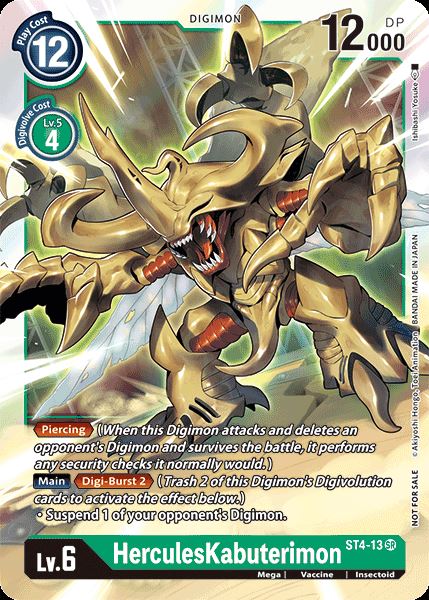 Play Cost
12
DIGIMON
DP
12000
Digivolve Cost
Lv.5
4
Ishibashi Yosuke
©Akiyoshi Hongo, Toei Animation
BANDAI MADE IN JAPAN
NOT FOR SALE
Piercing (When this Digimon attacks and deletes an
opponent's Digimon and survives the battle, it performs
any security checks it normally would.)
Main Digi-Burst 2 (Trash 2 of this Digimon's Digivolution
cards to activate the effect below.)
• Suspend 1 of your opponent's Digimon.
Lv.6
HerculesKabuterimon
ST4-13 SR
Mega | Vaccine | Insectoid